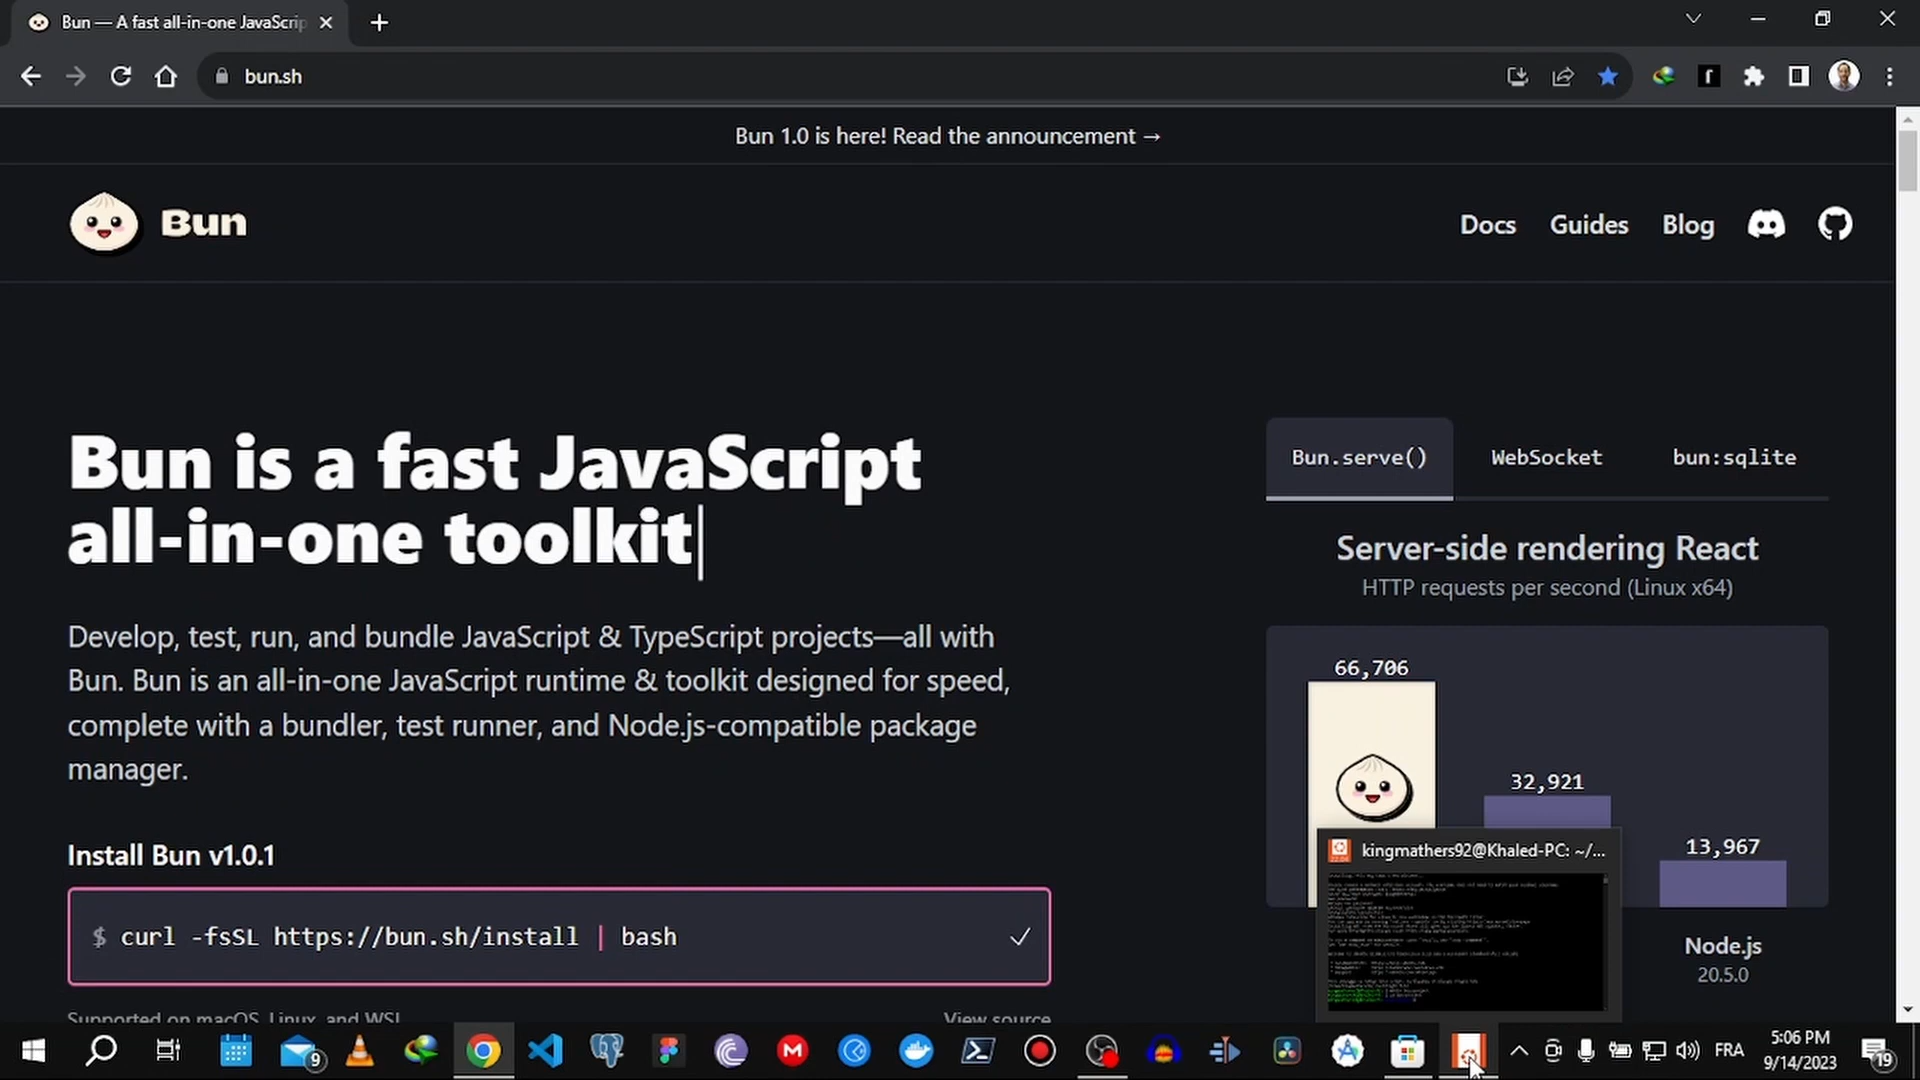 Bun — A fast all-in-one JavaScrip
bun.sh
Bun 1.0 is here! Read the announcement →
Bun
Docs
Guides
Blog
Bun is a fast JavaScript
all-in-one toolkit
Develop, test, run, and bundle JavaScript & TypeScript projects—all with
Bun. Bun is an all-in-one JavaScript runtime & toolkit designed for speed,
complete with a bundler, test runner, and Node.js-compatible package
manager.
Install Bun v1.0.1
$ curl -fsSL https://bun.sh/install | bash
Supported on macOS, Linux, and WSL
View source
Bun.serve()
WebSocket
bun:sqlite
Server-side rendering React
HTTP requests per second (Linux x64)
66,706
32,921
13,967
Node.js
20.5.0
kingmathers92@Khaled-PC: ~/...
9
FRA
5:06 PM
9/14/2023
19